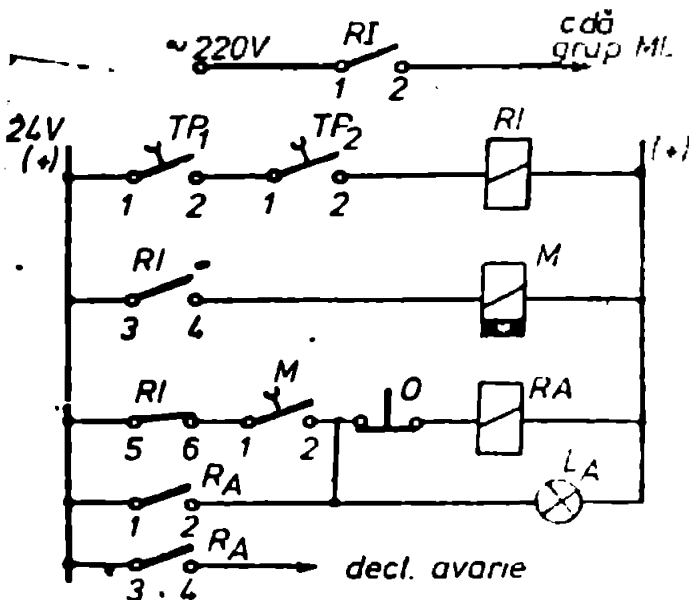 ~220V RI cdă
grup ML
1 2
24V TP1 TP2 RI
(+) (+)
1 2 1 2
RI M
3 4
RI M O RA
5 6 1 2
RA LA
1 2
RA decl. avarie
3 4